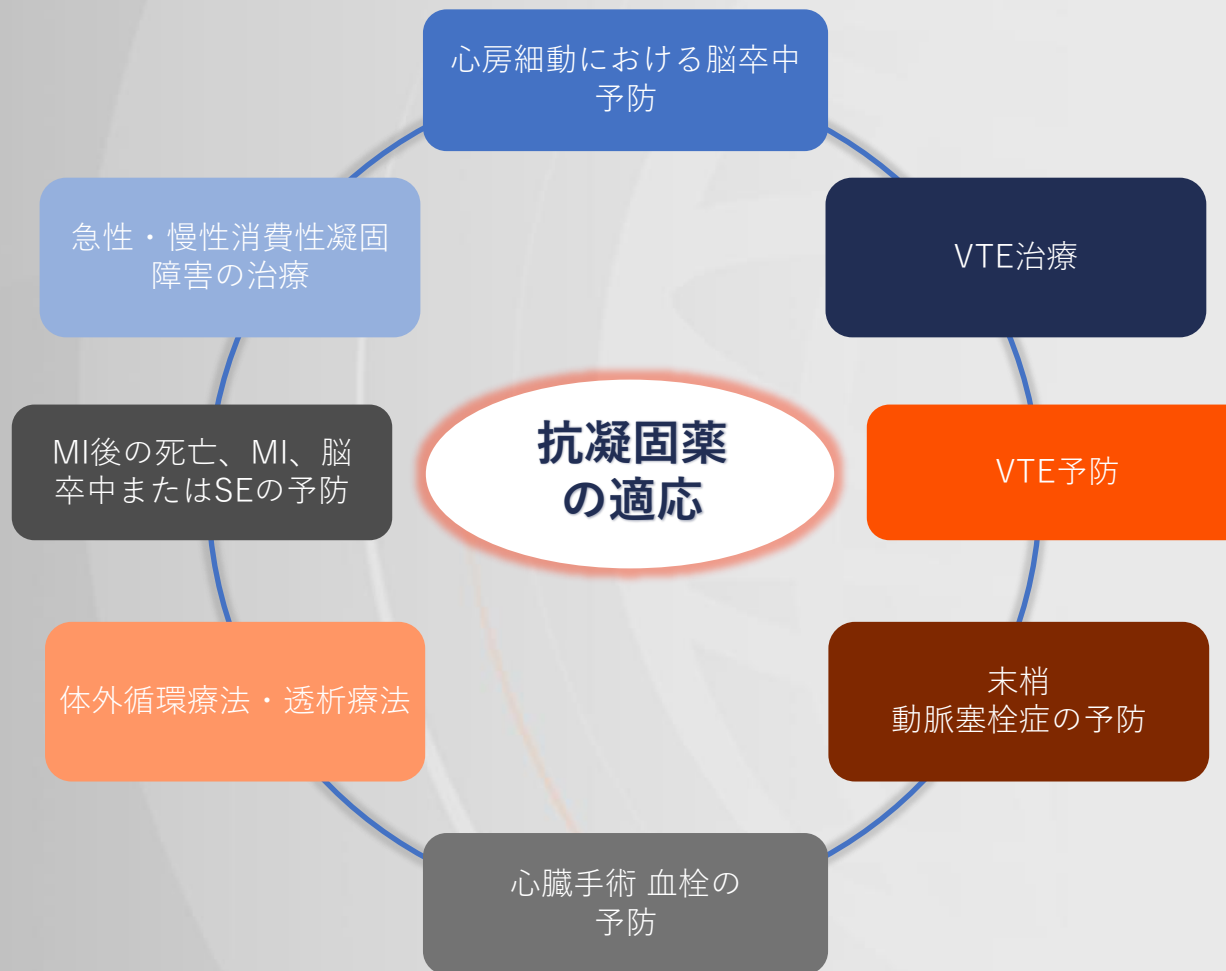 心房細動における脳卒中
予防
急性・慢性消費性凝固
障害の治療
VTE治療
MI後の死亡、MI、脳
卒中またはSEの予防
抗凝固薬
の適応
VTE予防
体外循環療法・透析療法
末梢
動脈塞栓症の予防
心臓手術 血栓の
予防